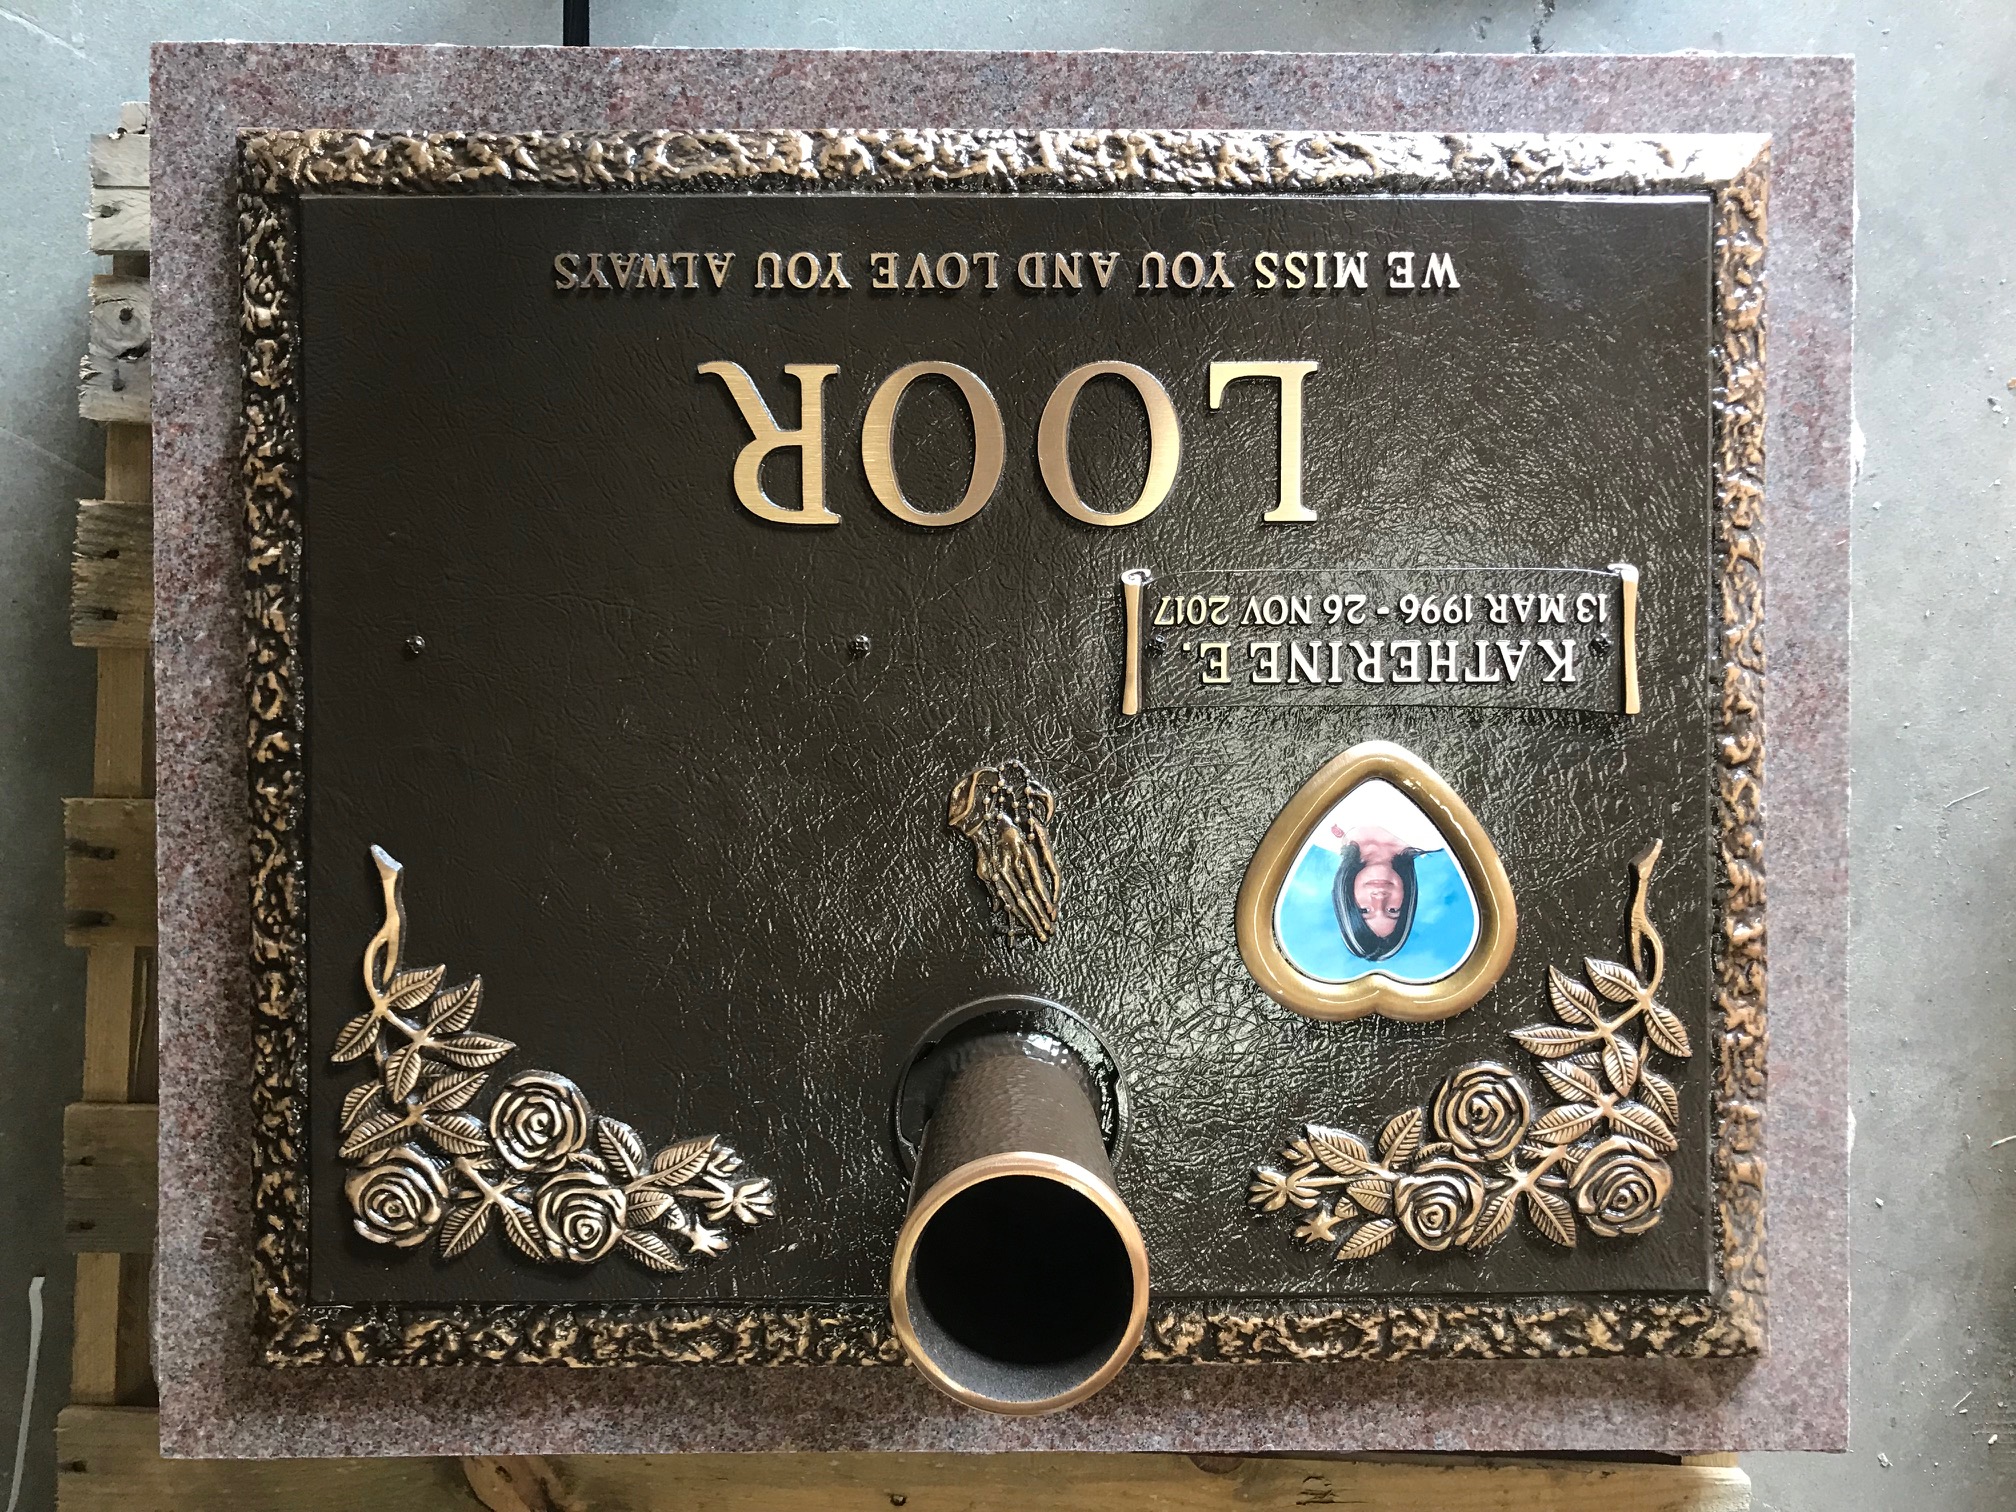 KATHERINE E.
13 MAR 1996 - 26 NOV 2017
LOOR
WE MISS YOU AND LOVE YOU ALWAYS